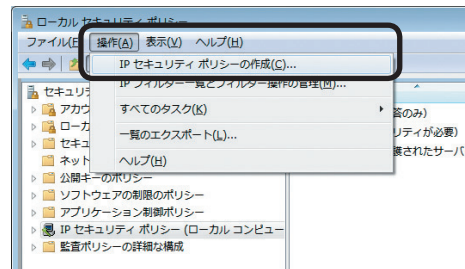 ローカル セキュリティ ポリシー
ファイル(F) 操作(A) 表示(V) ヘルプ(H)
IP セキュリティ ポリシーの作成(C)...
IP フィルター一覧とフィルター操作の管理(M)...
すべてのタスク(K)
一覧のエクスポート(L)...
ヘルプ(H)
セキュリ
アカウ
ローカ
セキュ
ネット
公開キーのポリシー
ソフトウェアの制限のポリシー
アプリケーション制御ポリシー
IP セキュリティ ポリシー (ローカル コンピュー
監査ポリシーの詳細な構成
答のみ)
リティが必要)
護されたサーバ